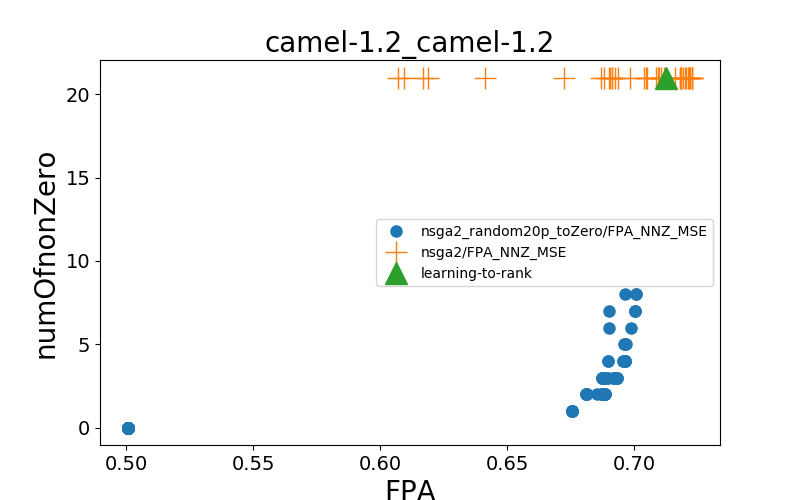 camel-1.2_camel-1.2
numOfnonZero
20
15
10
5
0
nsga2_random20p_toZero/FPA_NNZ_MSE
nsga2/FPA_NNZ_MSE
learning-to-rank
0.50 0.55 0.60 0.65 0.70
FPA